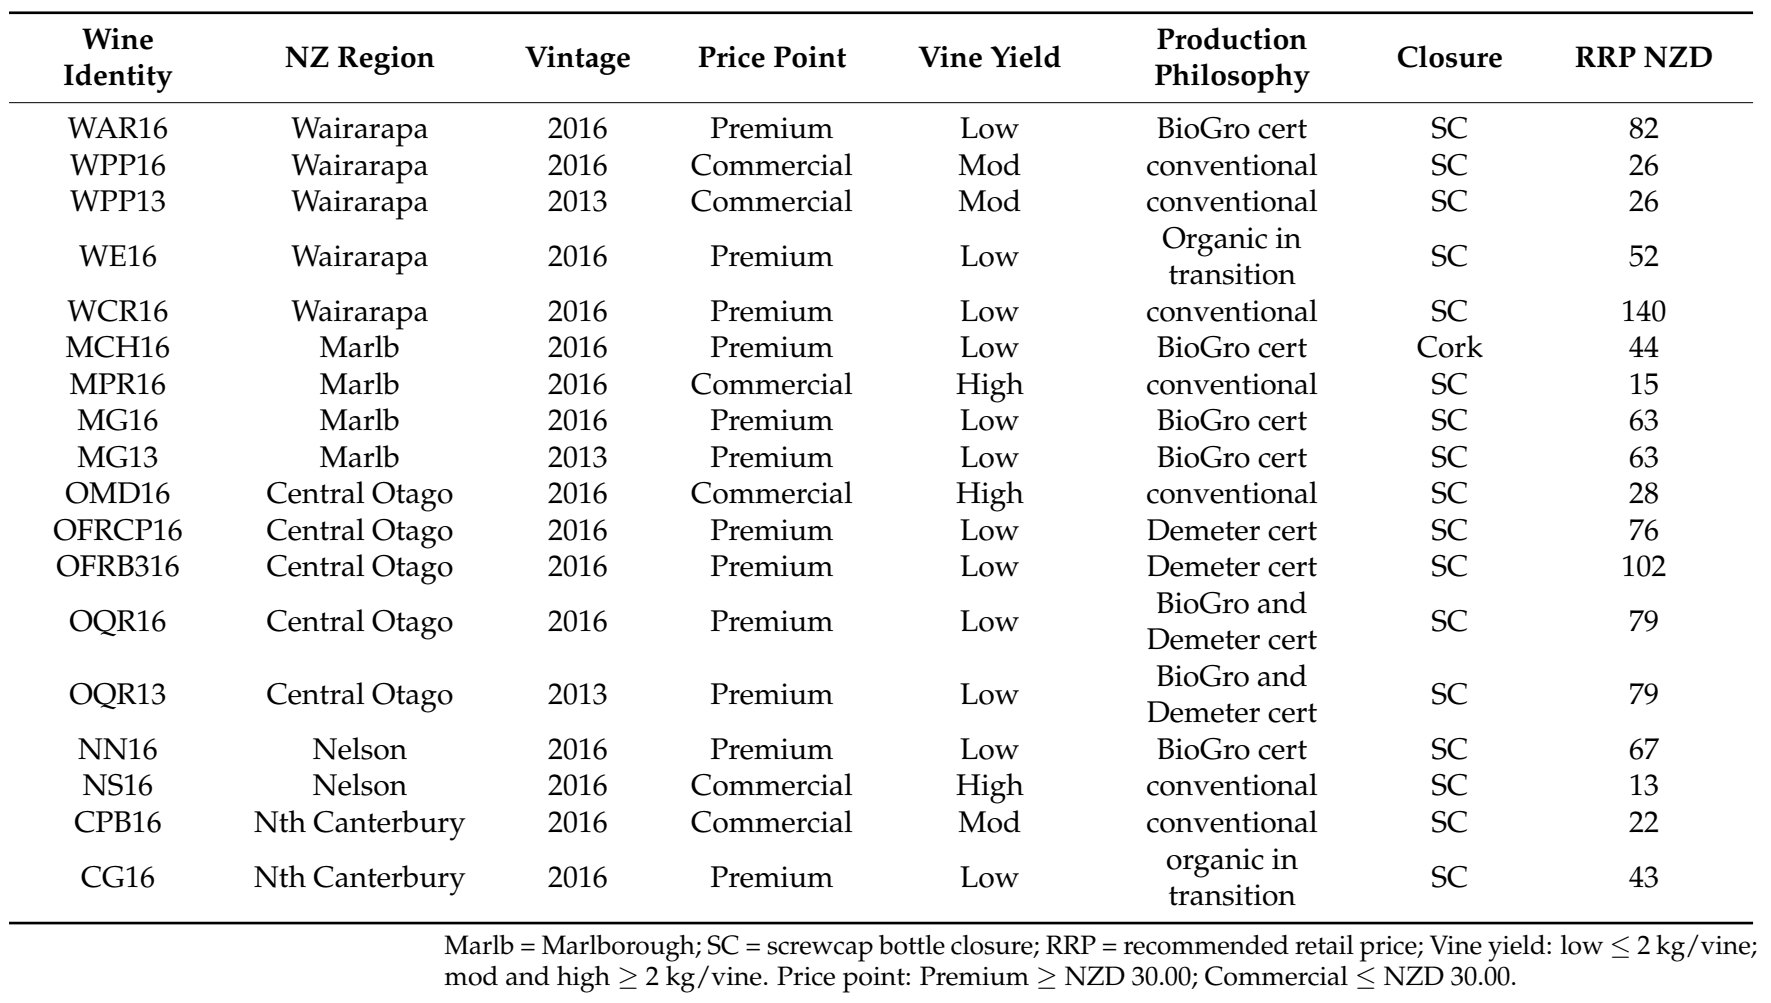 Wine Identity NZ Region Vintage Price Point Vine Yield Production Philosophy Closure RRP NZD
WAR16 Wairarapa 2016 Premium Low BioGro cert SC 82
WPP16 Wairarapa 2016 Commercial Mod conventional SC 26
WPP13 Wairarapa 2013 Commercial Mod conventional SC 26
WE16 Wairarapa 2016 Premium Low Organic in transition SC 52
WCR16 Wairarapa 2016 Premium Low conventional SC 140
MCH16 Marlb 2016 Premium Low BioGro cert Cork 44
MPR16 Marlb 2016 Commercial High conventional SC 15
MG16 Marlb 2016 Premium Low BioGro cert SC 63
MG13 Marlb 2013 Premium Low BioGro cert SC 63
OMD16 Central Otago 2016 Commercial High conventional SC 28
OFRCP16 Central Otago 2016 Premium Low Demeter cert SC 76
OFRB316 Central Otago 2016 Premium Low Demeter cert SC 102
OQR16 Central Otago 2016 Premium Low BioGro and Demeter cert SC 79
OQR13 Central Otago 2013 Premium Low BioGro and Demeter cert SC 79
NN16 Nelson 2016 Premium Low BioGro cert SC 67
NS16 Nelson 2016 Commercial High conventional SC 13
CPB16 Nth Canterbury 2016 Commercial Mod conventional SC 22
CG16 Nth Canterbury 2016 Premium Low organic in transition SC 43
Marlb = Marlborough; SC = screwcap bottle closure; RRP = recommended retail price; Vine yield: low ≤ 2 kg/vine;
mod and high ≥ 2 kg/vine. Price point: Premium ≥ NZD 30.00; Commercial ≤ NZD 30.00.